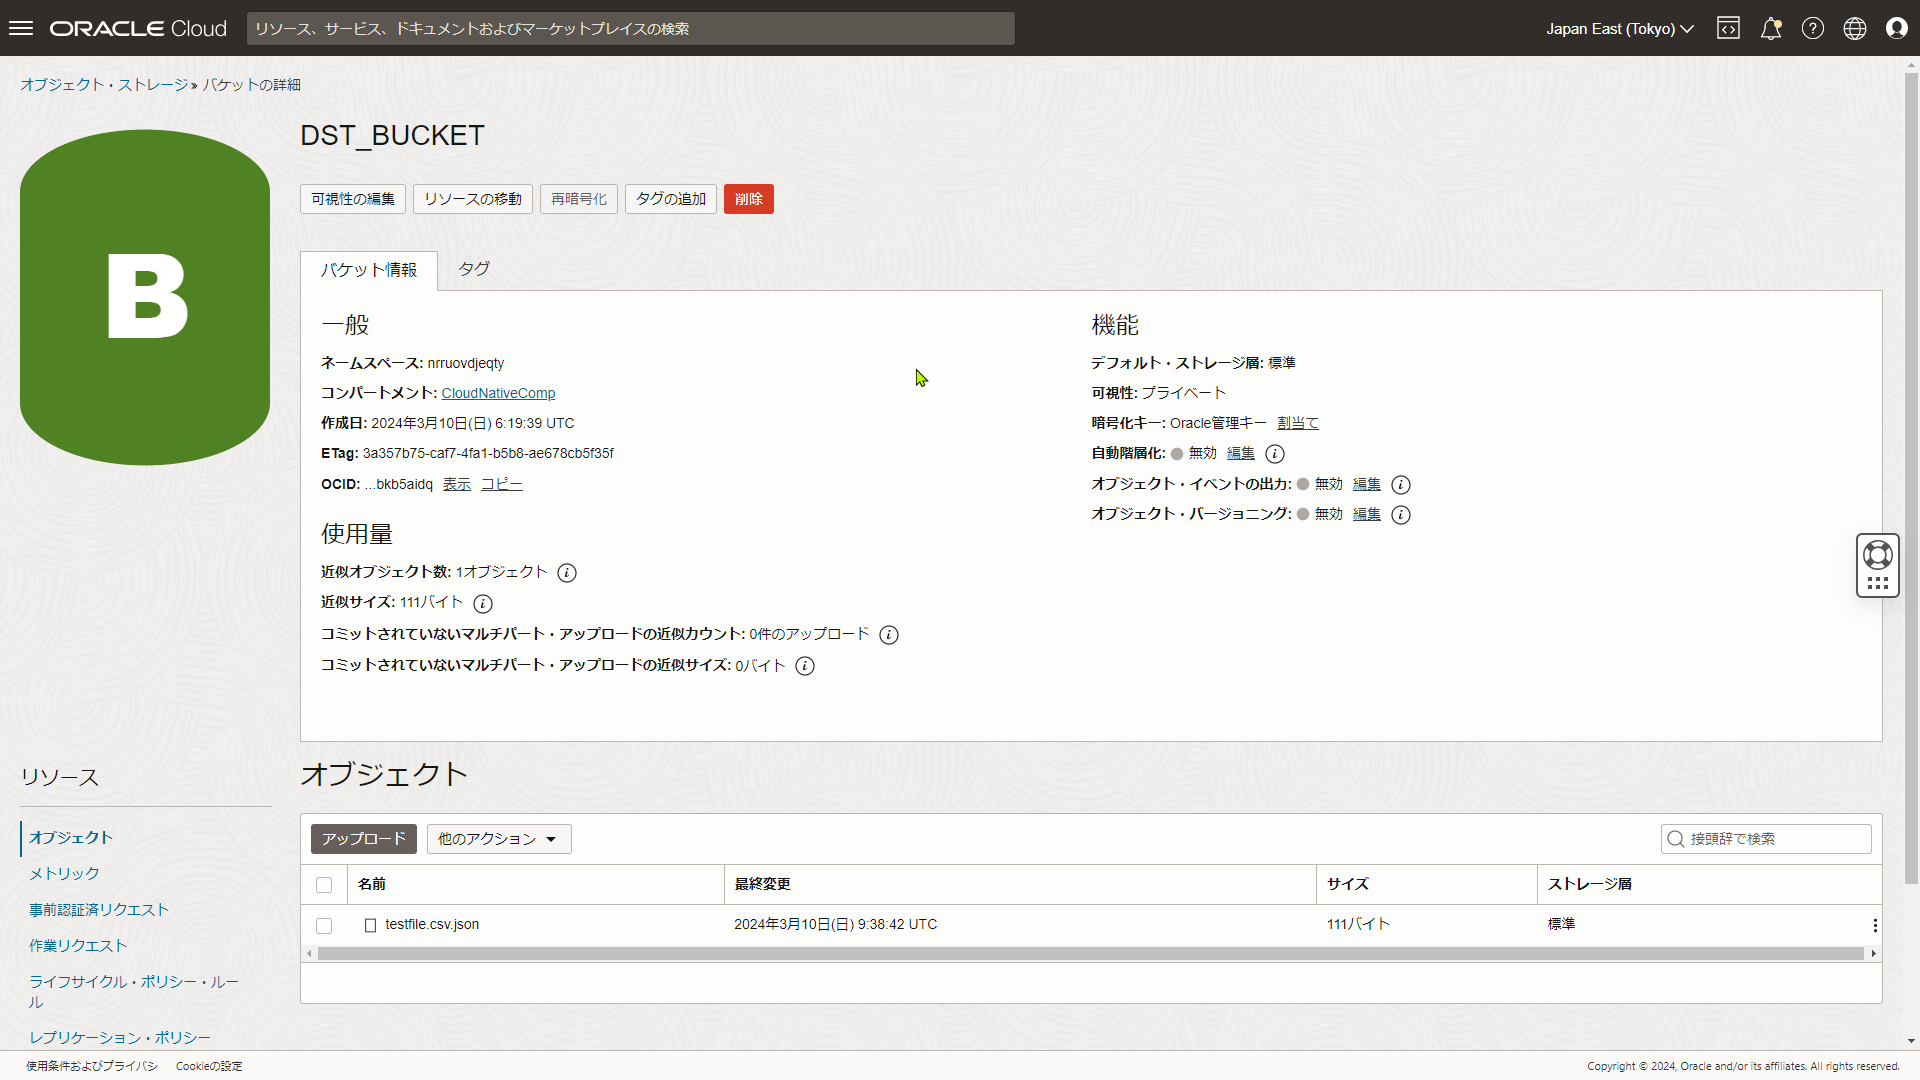 ORACLE Cloud
リソース、サービス、ドキュメントおよびマーケットプレイスの検索
Japan East (Tokyo)
オブジェクト・ストレージ » バケットの詳細
B
DST_BUCKET
可視性の編集 リソースの移動 再暗号化 タグの追加 削除
バケット情報 タグ
一般
ネームスペース: nrruovdjeqty
コンパートメント: CloudNativeComp
作成日: 2024年3月10日(日) 6:19:39 UTC
ETag: 3a357b75-caf7-4fa1-b5b8-ae678cb5f35f
OCID: ...bkb5aidq 表示 コピー
使用量
近似オブジェクト数: 1オブジェクト
近似サイズ: 111バイト
コミットされていないマルチパート・アップロードの近似カウント: 0件のアップロード
コミットされていないマルチパート・アップロードの近似サイズ: 0バイト
機能
デフォルト・ストレージ層: 標準
可視性: プライベート
暗号化キー: Oracle管理キー 割当て
自動階層化: 無効 編集
オブジェクト・イベントの出力: 無効 編集
オブジェクト・バージョニング: 無効 編集
リソース
オブジェクト
メトリック
事前認証済リクエスト
作業リクエスト
ライフサイクル・ポリシー・ルー
ル
レプリケーション・ポリシー
オブジェクト
アップロード 他のアクション 接頭辞で検索
名前 最終変更 サイズ ストレージ層
testfile.csv.json 2024年3月10日(日) 9:38:42 UTC 111バイト 標準
使用条件およびプライバシ Cookieの設定
Copyright © 2024, Oracle and/or its affiliates. All rights reserved.